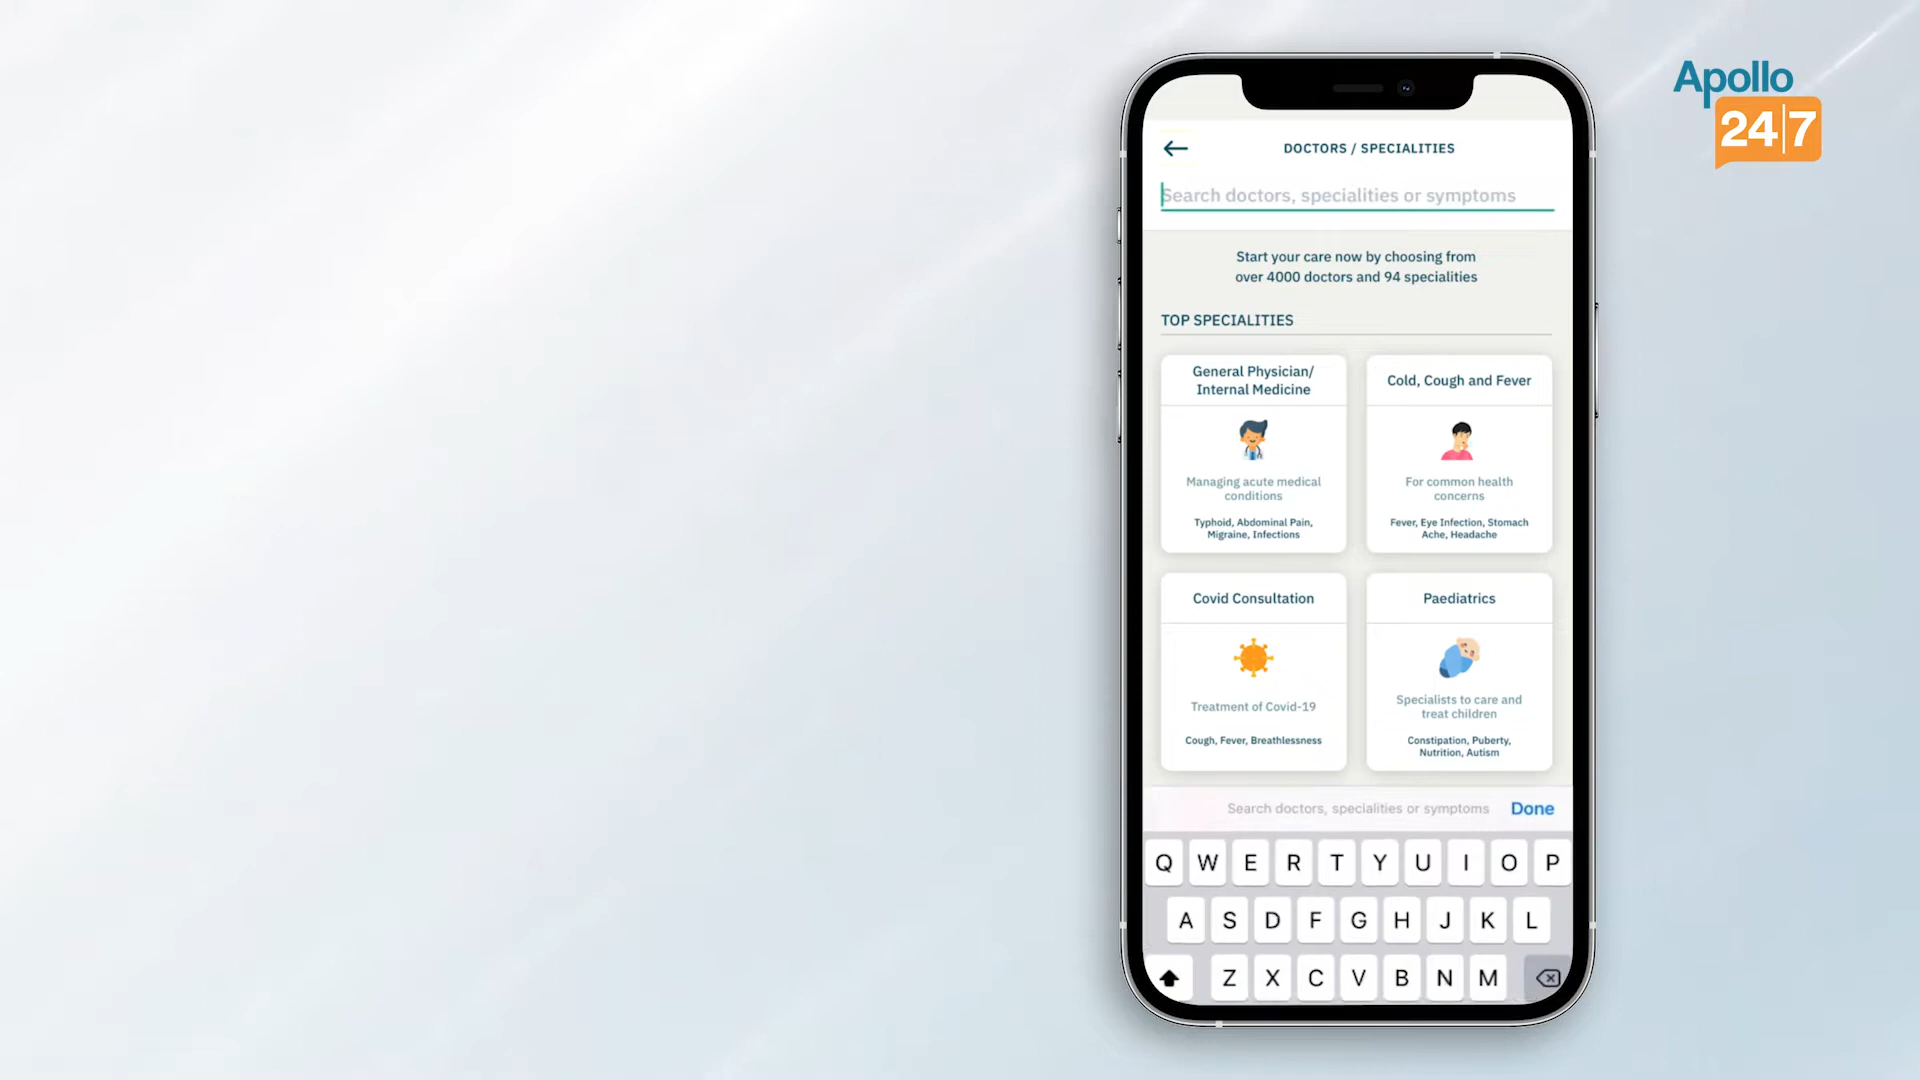 Apollo
24|7
DOCTORS / SPECIALITIES
Search doctors, specialities or symptoms
Start your care now by choosing from
over 4000 doctors and 94 specialities
TOP SPECIALITIES
General Physician/
Internal Medicine
Managing acute medical
conditions
Typhoid, Abdominal Pain,
Migraine, Infections
Cold, Cough and Fever
For common health
concerns
Fever, Eye Infection, Stomach
Ache, Headache
Covid Consultation
Treatment of Covid-19
Cough, Fever, Breathlessness
Paediatrics
Specialists to care and
treat children
Constipation, Puberty,
Nutrition, Autism
Search doctors, specialities or symptoms Done
Q W E R T Y U I O P
A S D F G H J K L
Z X C V B N M